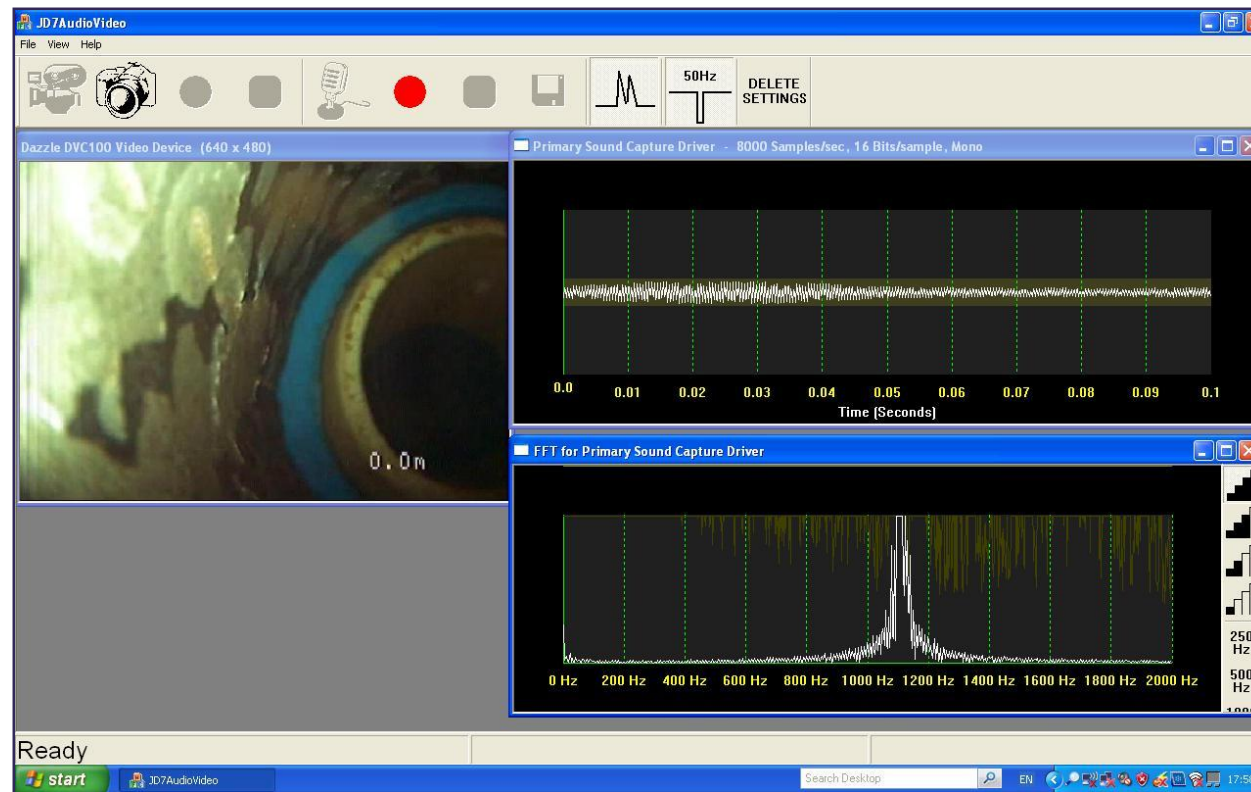 JD7AudioVideo
File View Help
50Hz
DELETE
SETTINGS
Dazzle DVC100 Video Device (640 x 480)
0.0m
Primary Sound Capture Driver - 8000 Samples/sec, 16 Bits/sample, Mono
0.0 0.01 0.02 0.03 0.04 0.05 0.06 0.07 0.08 0.09 0.1
Time (Seconds)
FFT for Primary Sound Capture Driver
0 Hz 200 Hz 400 Hz 600 Hz 800 Hz 1000 Hz 1200 Hz 1400 Hz 1600 Hz 1800 Hz 2000 Hz
250
Hz
500
Hz
Ready
start JD7AudioVideo Search Desktop EN